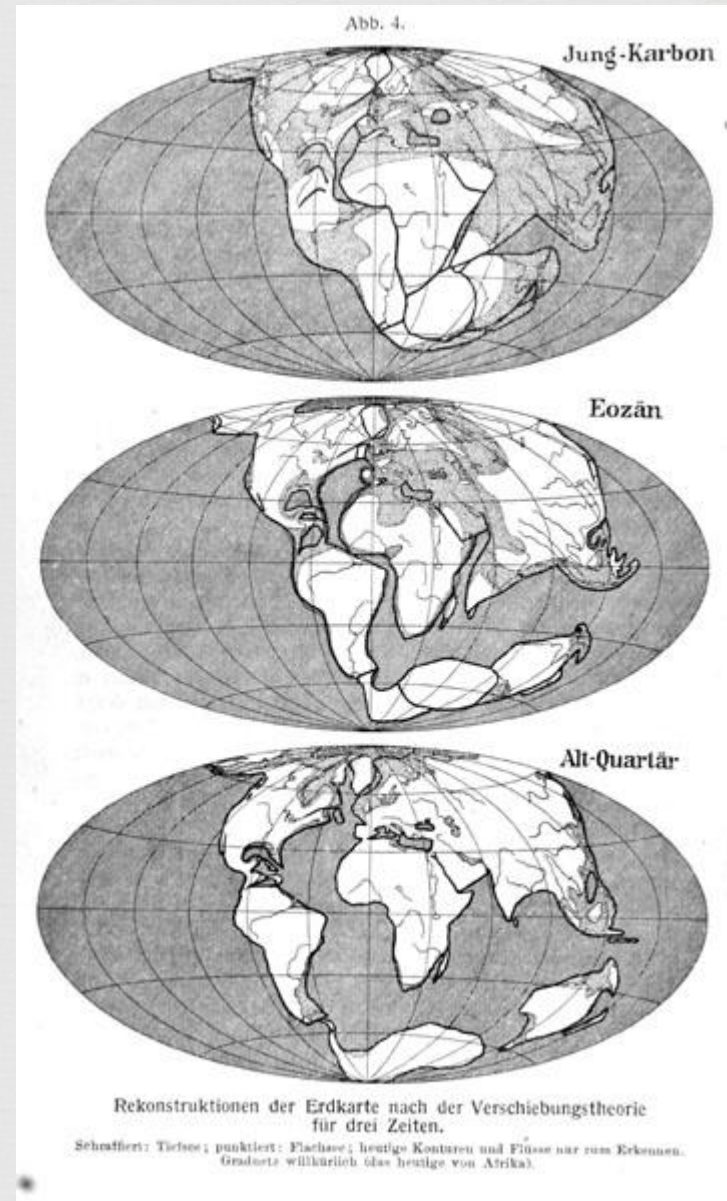 Abb. 4.
Jung-Karbon
Eozän
Alt-Quartär
Rekonstruktionen der Erdkarte nach der Verschiebungstheorie
für drei Zeiten.
Schraffiert: Tiefsee; punktiert: Flachsee; heutige Konturen und Flüsse nur zum Erkennen.
Gradnetz willkürlich (das heutige von Afrika).